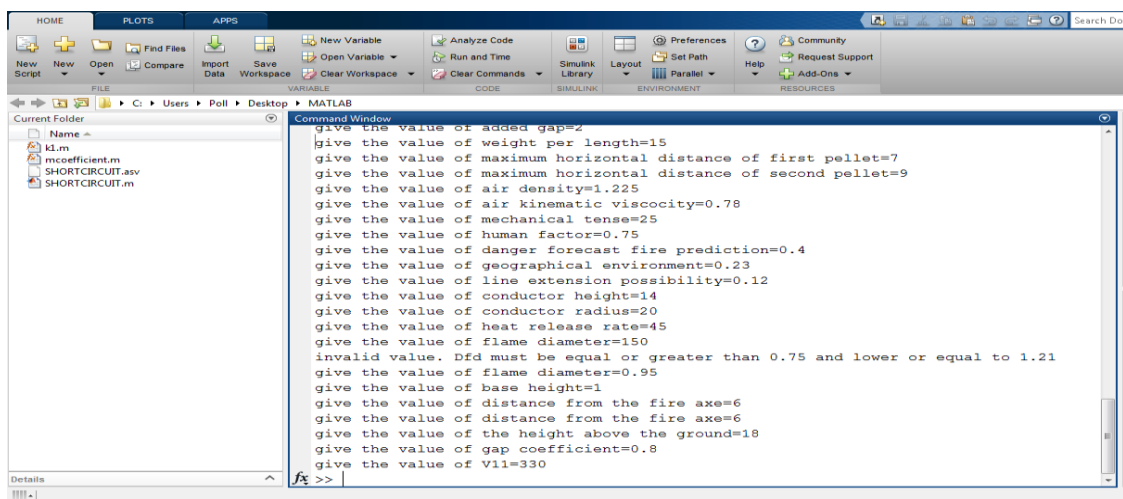 HOME PLOTS APPS
Search Do
New Script
New
Open
Find Files
Compare
FILE
Import Data
Save Workspace
New Variable
Open Variable
Clear Workspace
VARIABLE
Analyze Code
Run and Time
Clear Commands
CODE
Simulink Library
SIMULINK
Layout
Preferences
Set Path
Parallel
ENVIRONMENT
Help
Community
Request Support
Add-Ons
RESOURCES
C: Users Poll Desktop MATLAB
Current Folder
Name
k1.m
mcoefficient.m
SHORTCIRCUIT.asv
SHORTCIRCUIT.m
Details
Command Window
give the value of added gap=2
give the value of weight per length=15
give the value of maximum horizontal distance of first pellet=7
give the value of maximum horizontal distance of second pellet=9
give the value of air density=1.225
give the value of air kinematic viscocity=0.78
give the value of mechanical tense=25
give the value of human factor=0.75
give the value of danger forecast fire prediction=0.4
give the value of geographical environment=0.23
give the value of line extension possibility=0.12
give the value of conductor height=14
give the value of conductor radius=20
give the value of heat release rate=45
give the value of flame diameter=150
invalid value. Dfd must be equal or greater than 0.75 and lower or equal to 1.21
give the value of flame diameter=0.95
give the value of base height=1
give the value of distance from the fire axe=6
give the value of distance from the fire axe=6
give the value of the height above the ground=18
give the value of gap coefficient=0.8
give the value of V11=330
fx >>